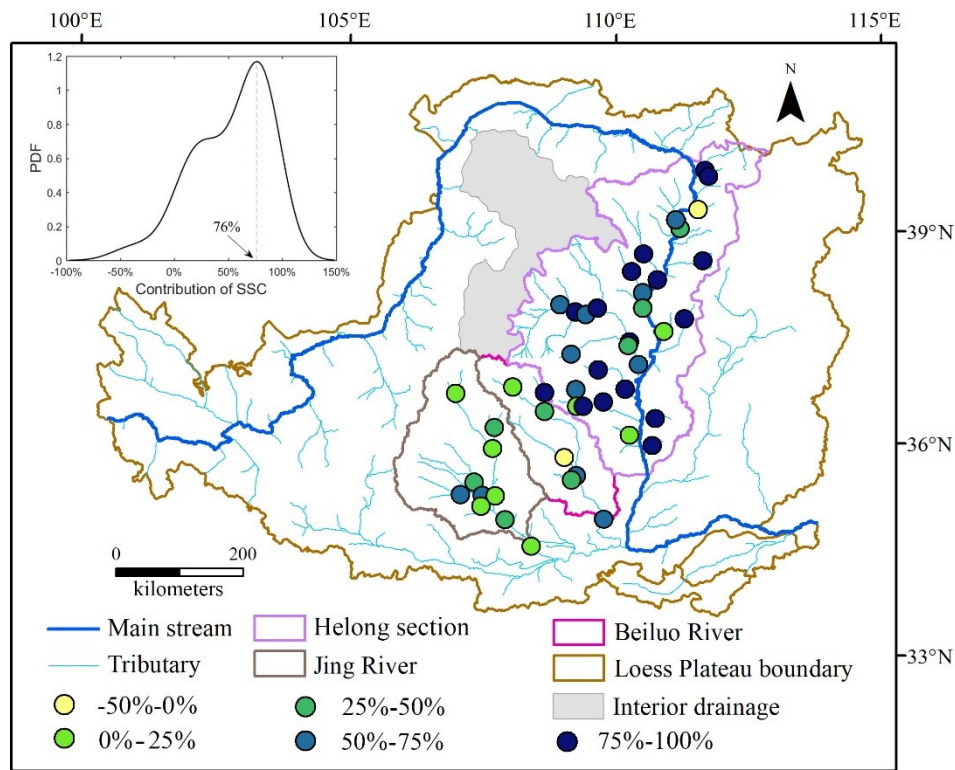 100°E 105°E 110°E 115°E
1.2
1
0.8
0.6
0.4
0.2
0
PDF
76%
-100% -50% 0% 50% 100% 150%
Contribution of SSC
N
39°N
36°N
33°N
0 200
kilometers
Main stream Helong section Beiluo River
Tributary Jing River Loess Plateau boundary
-50%-0% 25%-50% Interior drainage
0%-25% 50%-75% 75%-100%